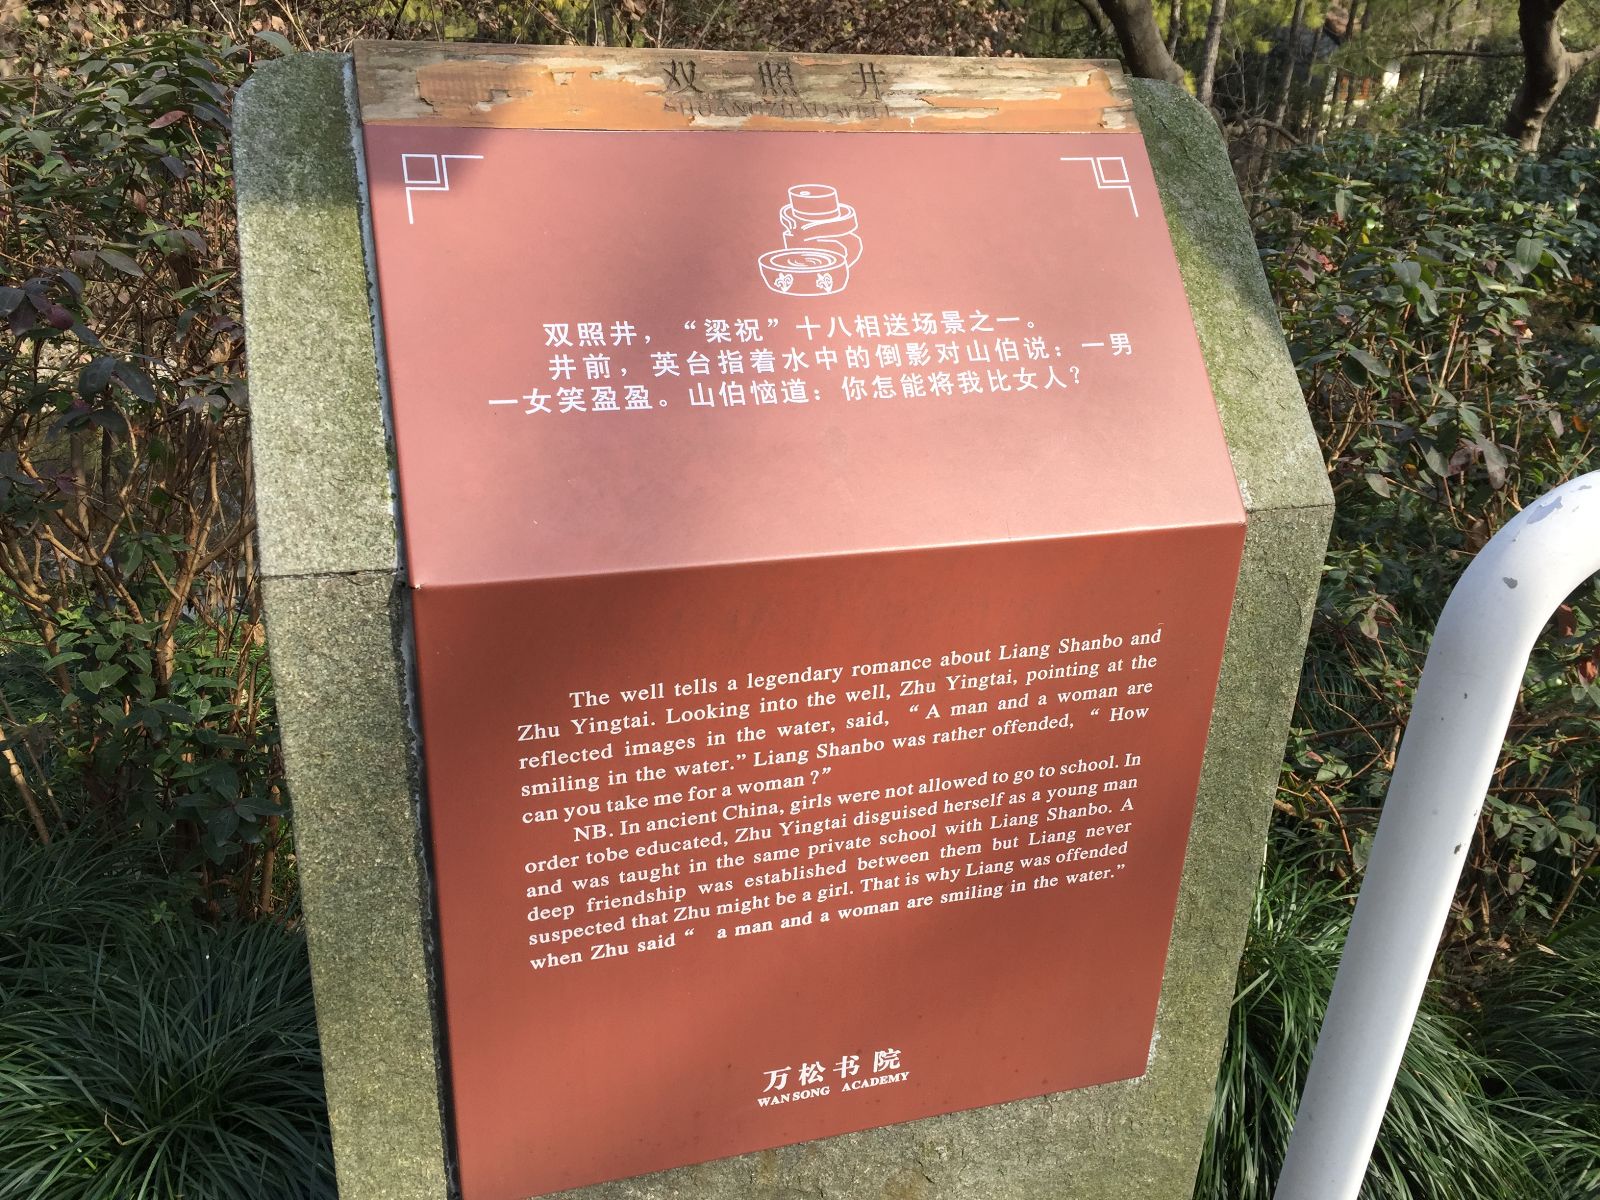 双照井
SHUANGZHAO WELL
双照井，“梁祝”十八相送场景之一。
井前，英台指着水中的倒影对山伯说：一男
一女笑盈盈。山伯恼道：你怎能将我比女人？
The well tells a legendary romance about Liang Shanbo and
Zhu Yingtai. Looking into the well, Zhu Yingtai, pointing at the
reflected images in the water, said, “ A man and a woman are
smiling in the water.” Liang Shanbo was rather offended, “ How
can you take me for a woman ?”
NB. In ancient China, girls were not allowed to go to school. In
order tobe educated, Zhu Yingtai disguised herself as a young man
and was taught in the same private school with Liang Shanbo. A
deep friendship was established between them but Liang never
suspected that Zhu might be a girl. That is why Liang was offended
when Zhu said “ a man and a woman are smiling in the water.”
万松书院
WAN SONG ACADEMY